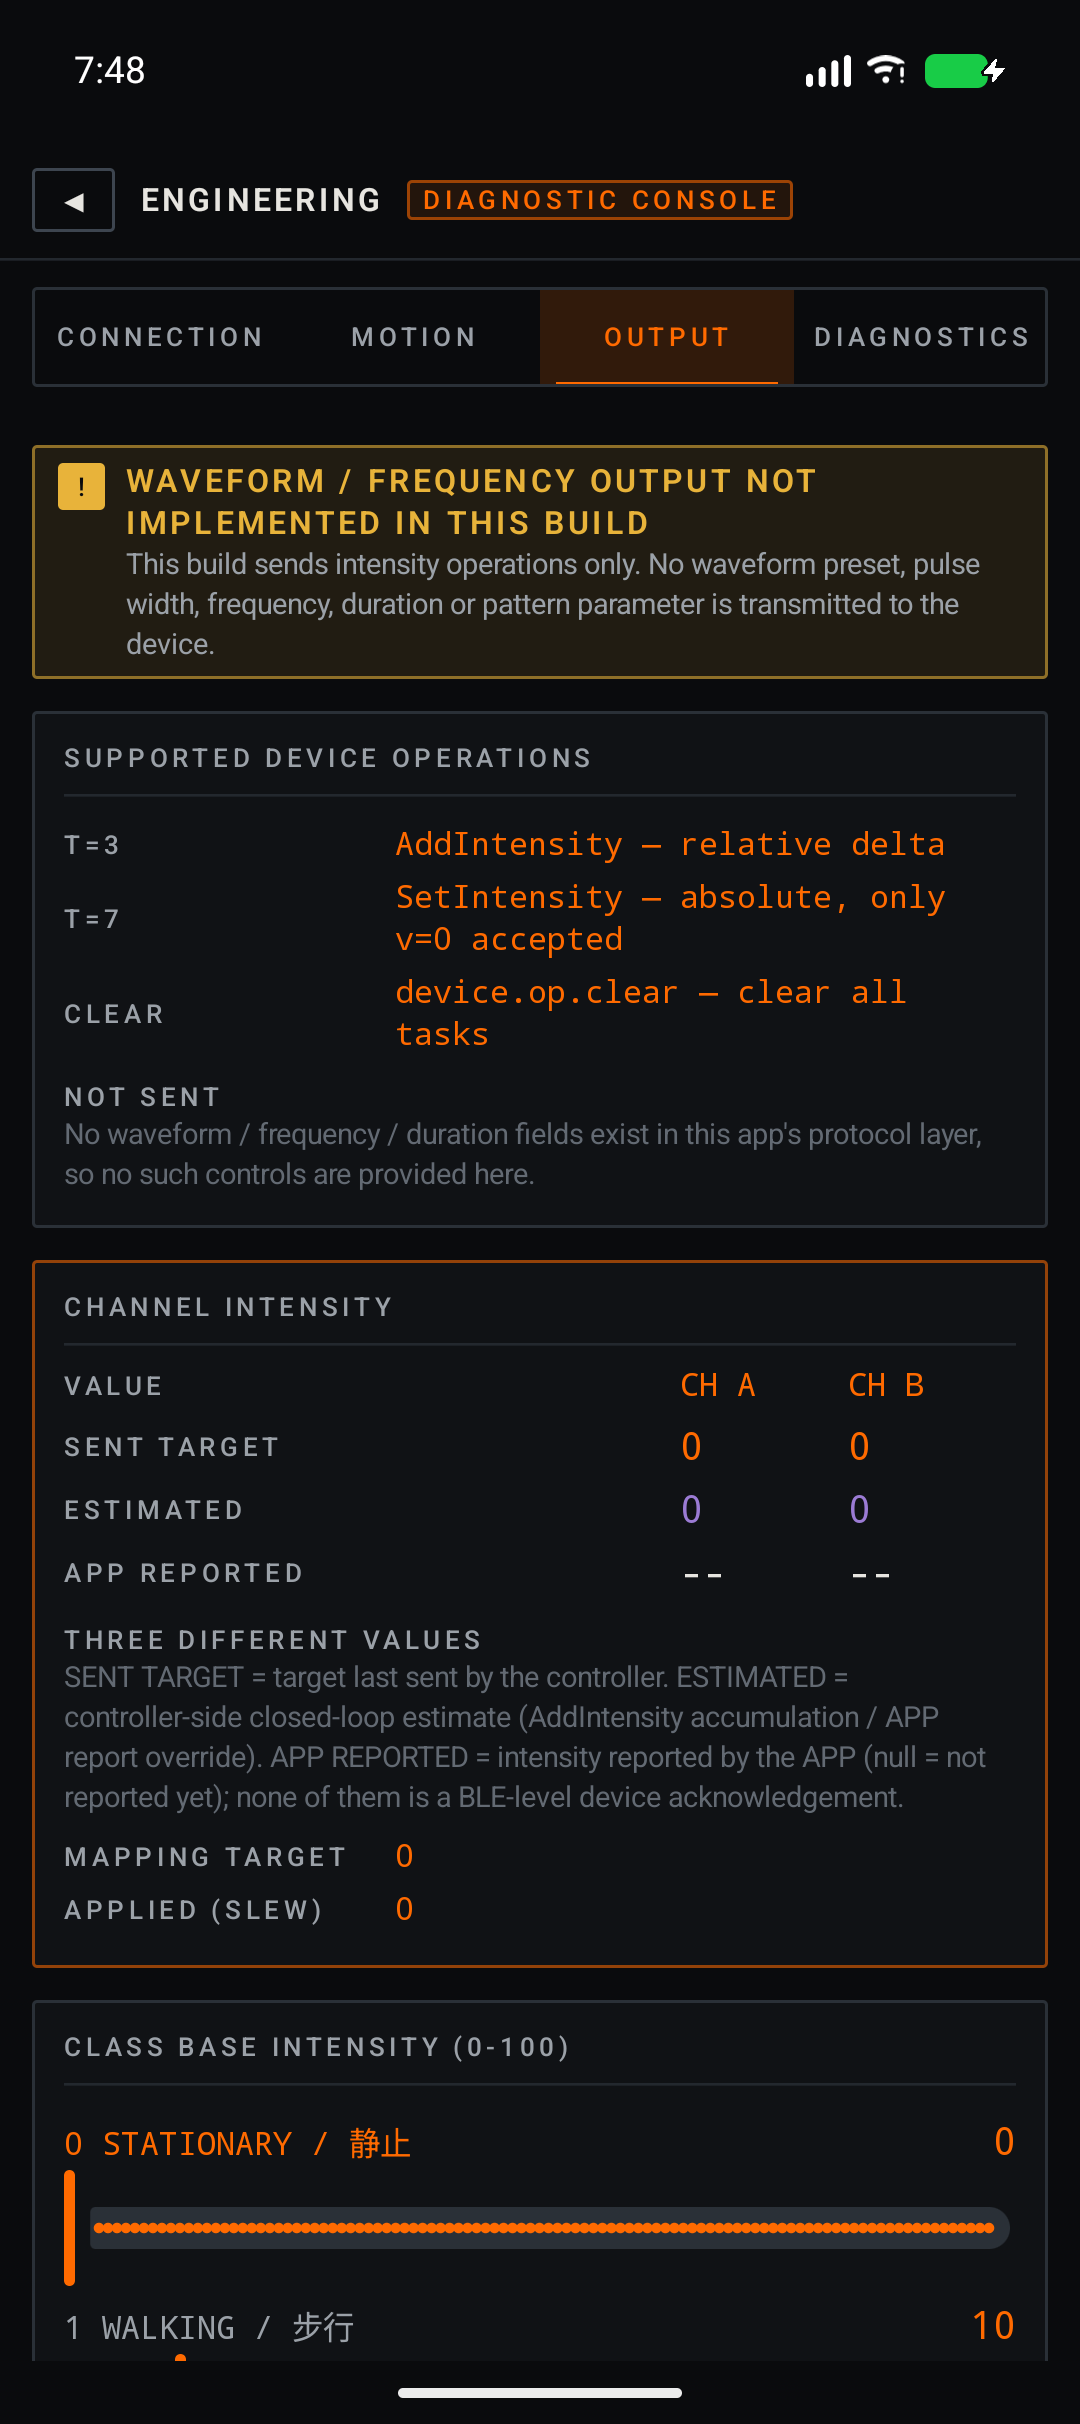 7:48
ENGINEERING
DIAGNOSTIC CONSOLE
CONNECTION
MOTION
OUTPUT
DIAGNOSTICS
!
WAVEFORM / FREQUENCY OUTPUT NOT
IMPLEMENTED IN THIS BUILD
This build sends intensity operations only. No waveform preset, pulse
width, frequency, duration or pattern parameter is transmitted to the
device.
SUPPORTED DEVICE OPERATIONS
T=3 AddIntensity — relative delta
T=7 SetIntensity — absolute, only
v=0 accepted
CLEAR device.op.clear — clear all
tasks
NOT SENT
No waveform / frequency / duration fields exist in this app's protocol layer,
so no such controls are provided here.
CHANNEL INTENSITY
VALUE CH A CH B
SENT TARGET 0 0
ESTIMATED 0 0
APP REPORTED -- --
THREE DIFFERENT VALUES
SENT TARGET = target last sent by the controller. ESTIMATED =
controller-side closed-loop estimate (AddIntensity accumulation / APP
report override). APP REPORTED = intensity reported by the APP (null = not
reported yet); none of them is a BLE-level device acknowledgement.
MAPPING TARGET 0
APPLIED (SLEW) 0
CLASS BASE INTENSITY (0-100)
0 STATIONARY / 静止 0
1 WALKING / 步行 10